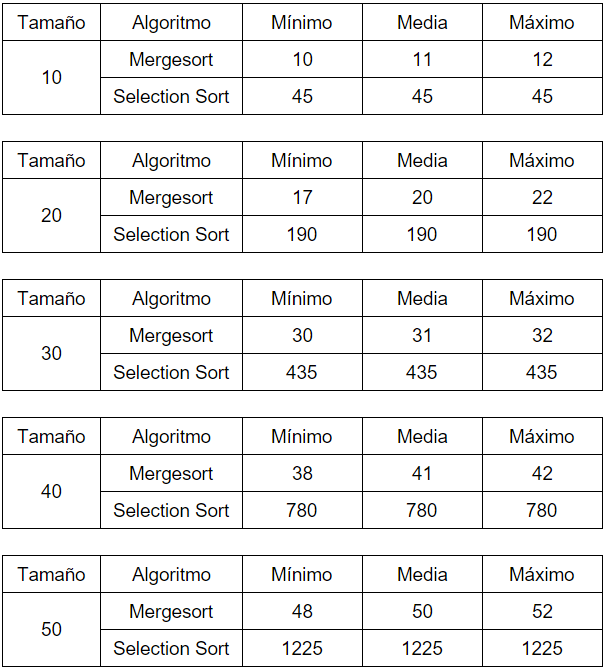 Tamaño Algoritmo Mínimo Media Máximo
10 Mergesort 10 11 12
Selection Sort 45 45 45
Tamaño Algoritmo Mínimo Media Máximo
20 Mergesort 17 20 22
Selection Sort 190 190 190
Tamaño Algoritmo Mínimo Media Máximo
30 Mergesort 30 31 32
Selection Sort 435 435 435
Tamaño Algoritmo Mínimo Media Máximo
40 Mergesort 38 41 42
Selection Sort 780 780 780
Tamaño Algoritmo Mínimo Media Máximo
50 Mergesort 48 50 52
Selection Sort 1225 1225 1225